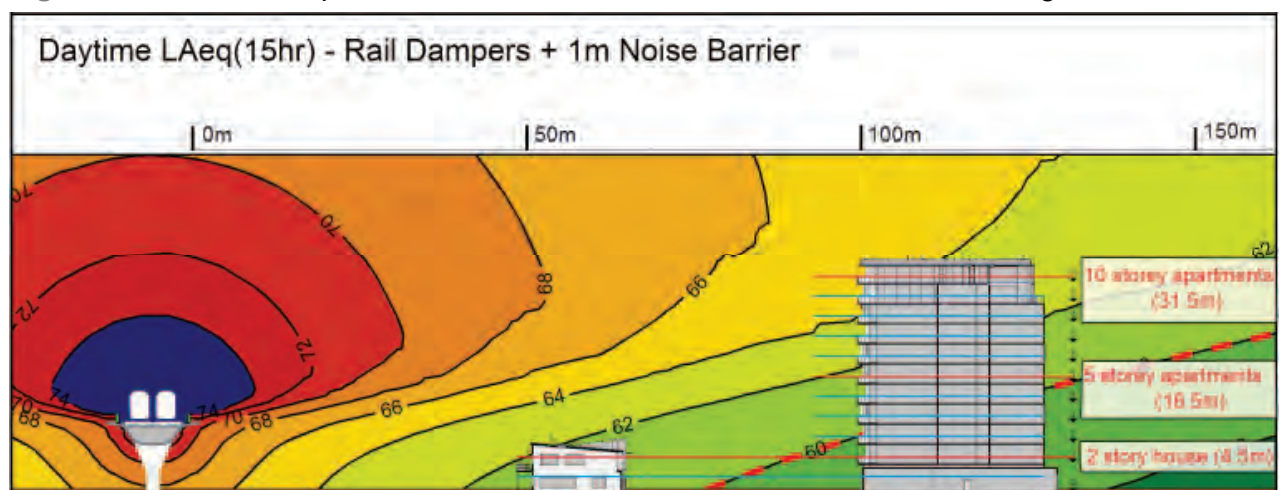 Daytime LAeq(15hr) - Rail Dampers + 1m Noise Barrier
0m
50m
100m
150m
70
70
68
66
62
72
72
10 storey apartments
(31.5m)
74
74
70
70
68
68
66
64
62
60
5 storey apartments
(16.5m)
2 story house (4.5m)